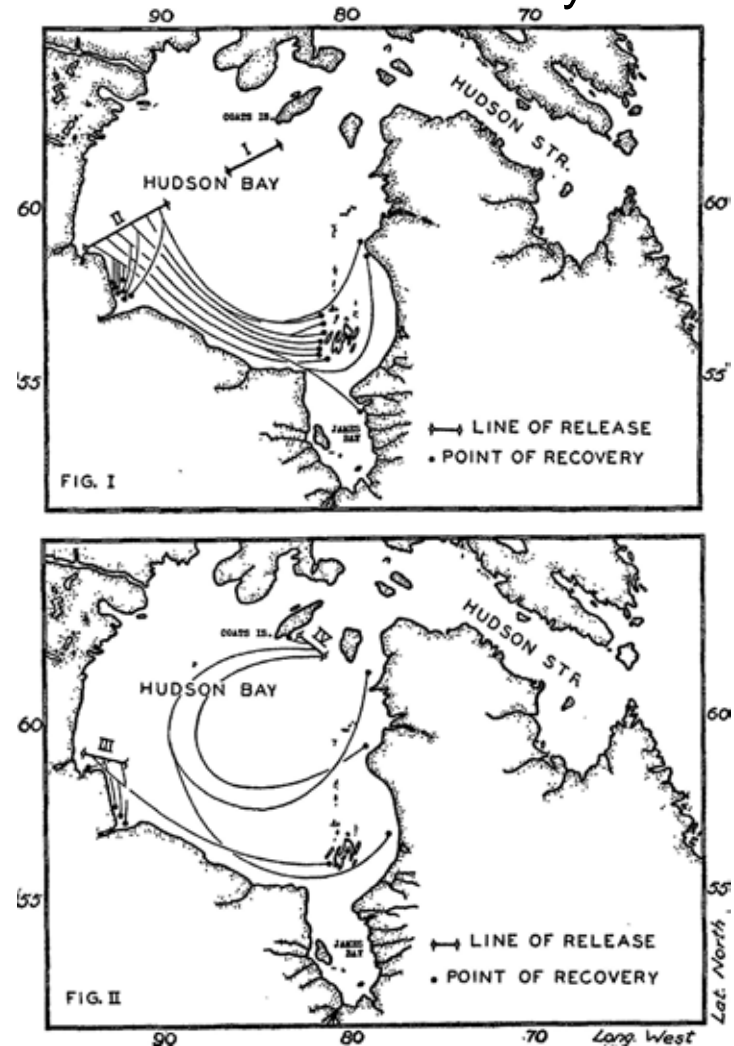 90 80 70
COATS IS.
HUDSON STR.
I
HUDSON BAY
60 60°
II
55 55°
JAMES
BAY
LINE OF RELEASE
POINT OF RECOVERY
FIG. I
COATS IS.
IV
HUDSON STR
HUDSON BAY
60 60°
III
55 55°
JAMES
BAY
LINE OF RELEASE
POINT OF RECOVERY
FIG. II
Lat. North
90 80 70 Long. West